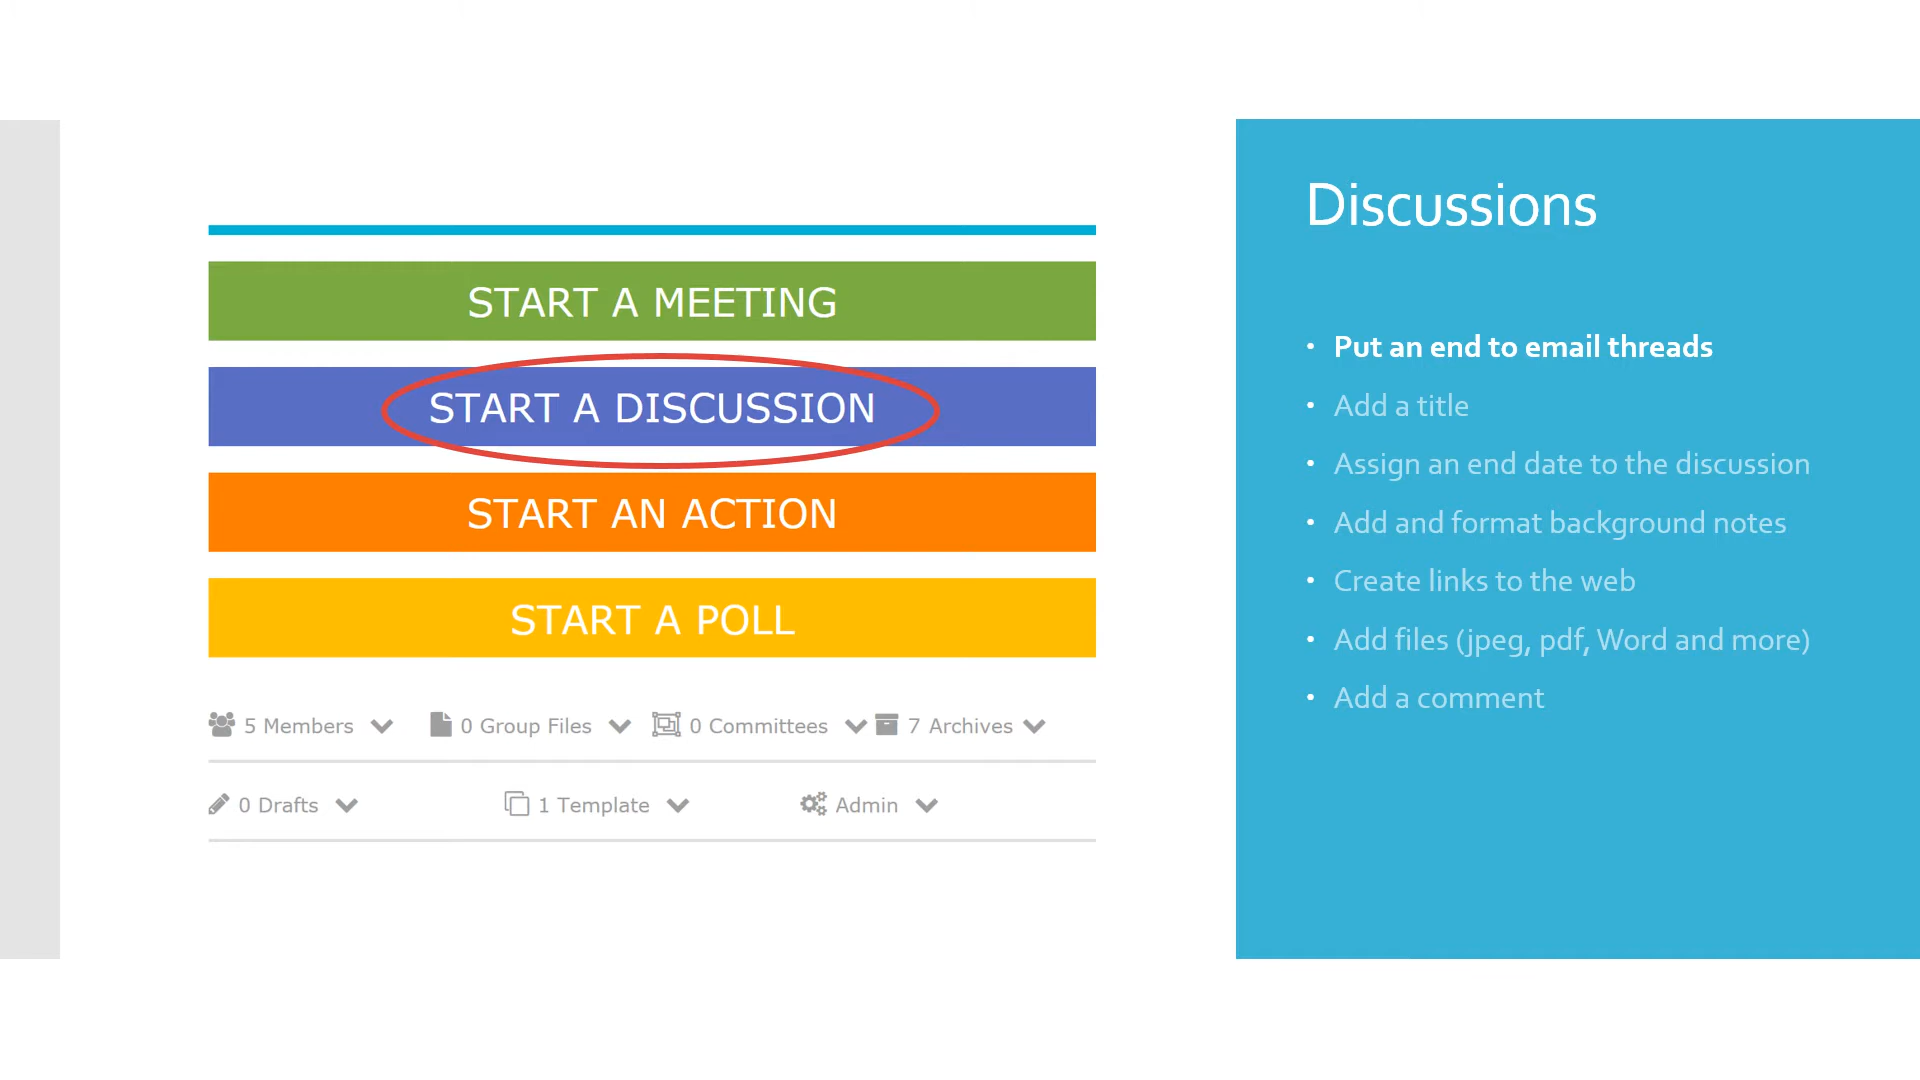 START A MEETING
START A DISCUSSION
START AN ACTION
START A POLL
5 Members 0 Group Files 0 Committees 7 Archives
0 Drafts 1 Template Admin
Discussions
• Put an end to email threads
• Add a title
• Assign an end date to the discussion
• Add and format background notes
• Create links to the web
• Add files (jpeg, pdf, Word and more)
• Add a comment